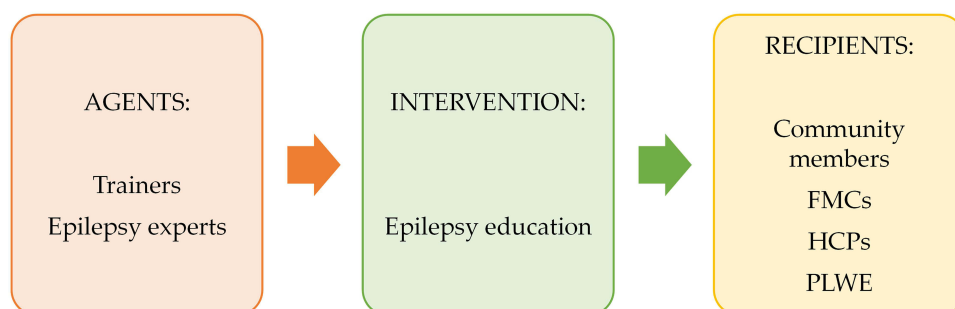 AGENTS:
Trainers
Epilepsy experts
INTERVENTION:
Epilepsy education
RECIPIENTS:
Community
members
FMCs
HCPs
PLWE